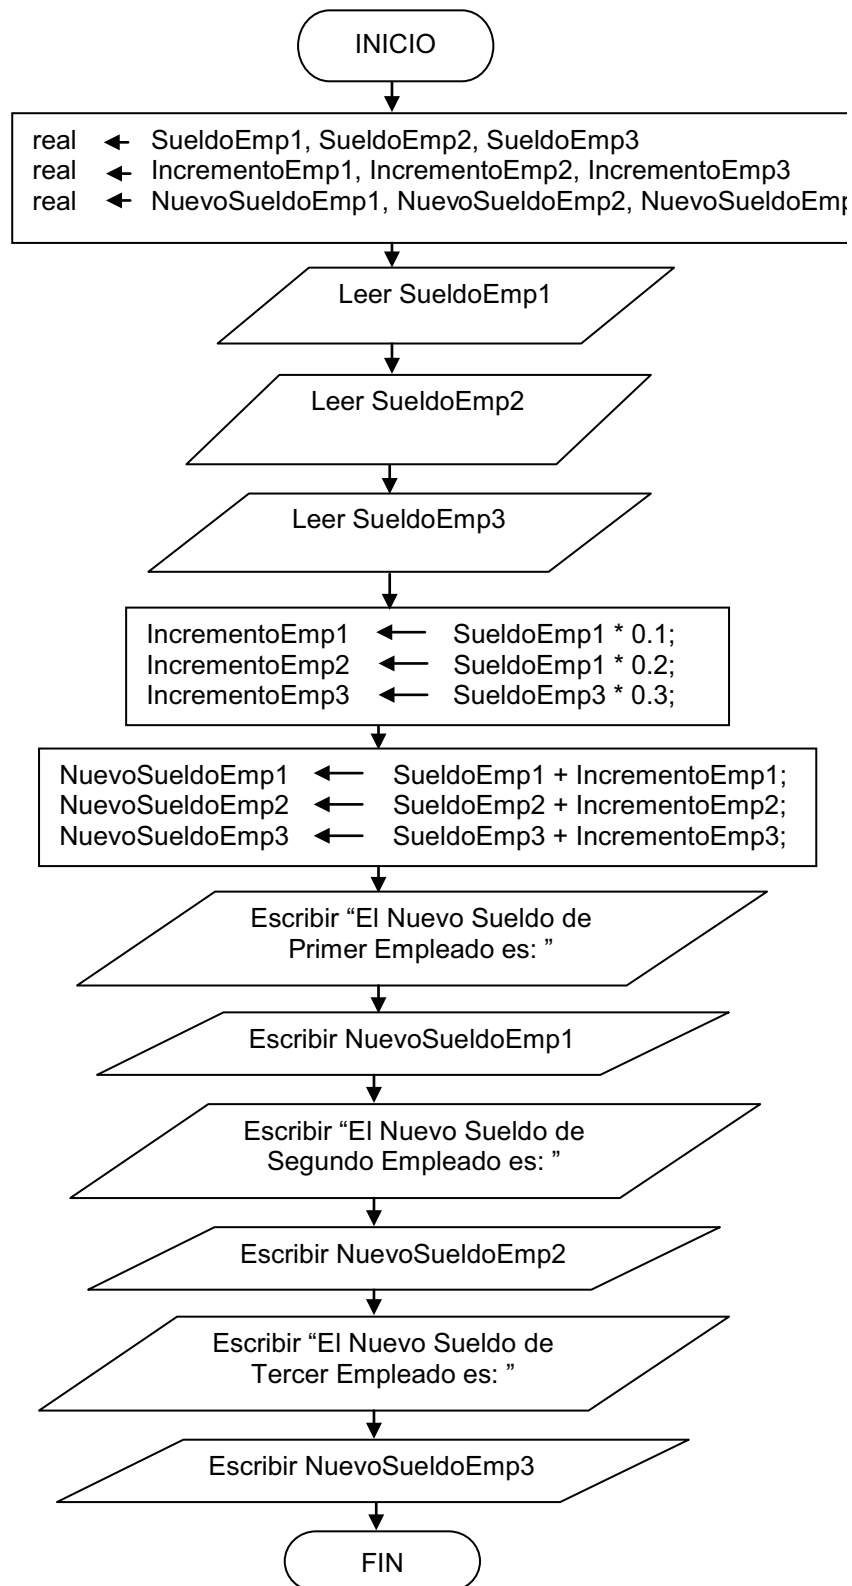 INICIO
real ← SueldoEmp1, SueldoEmp2, SueldoEmp3
real ← IncrementoEmp1, IncrementoEmp2, IncrementoEmp3
real ← NuevoSueldoEmp1, NuevoSueldoEmp2, NuevoSueldoEmp
Leer SueldoEmp1
Leer SueldoEmp2
Leer SueldoEmp3
IncrementoEmp1 ← SueldoEmp1 * 0.1;
IncrementoEmp2 ← SueldoEmp1 * 0.2;
IncrementoEmp3 ← SueldoEmp3 * 0.3;
NuevoSueldoEmp1 ← SueldoEmp1 + IncrementoEmp1;
NuevoSueldoEmp2 ← SueldoEmp2 + IncrementoEmp2;
NuevoSueldoEmp3 ← SueldoEmp3 + IncrementoEmp3;
Escribir “El Nuevo Sueldo de
Primer Empleado es: ”
Escribir NuevoSueldoEmp1
Escribir “El Nuevo Sueldo de
Segundo Empleado es: ”
Escribir NuevoSueldoEmp2
Escribir “El Nuevo Sueldo de
Tercer Empleado es: ”
Escribir NuevoSueldoEmp3
FIN